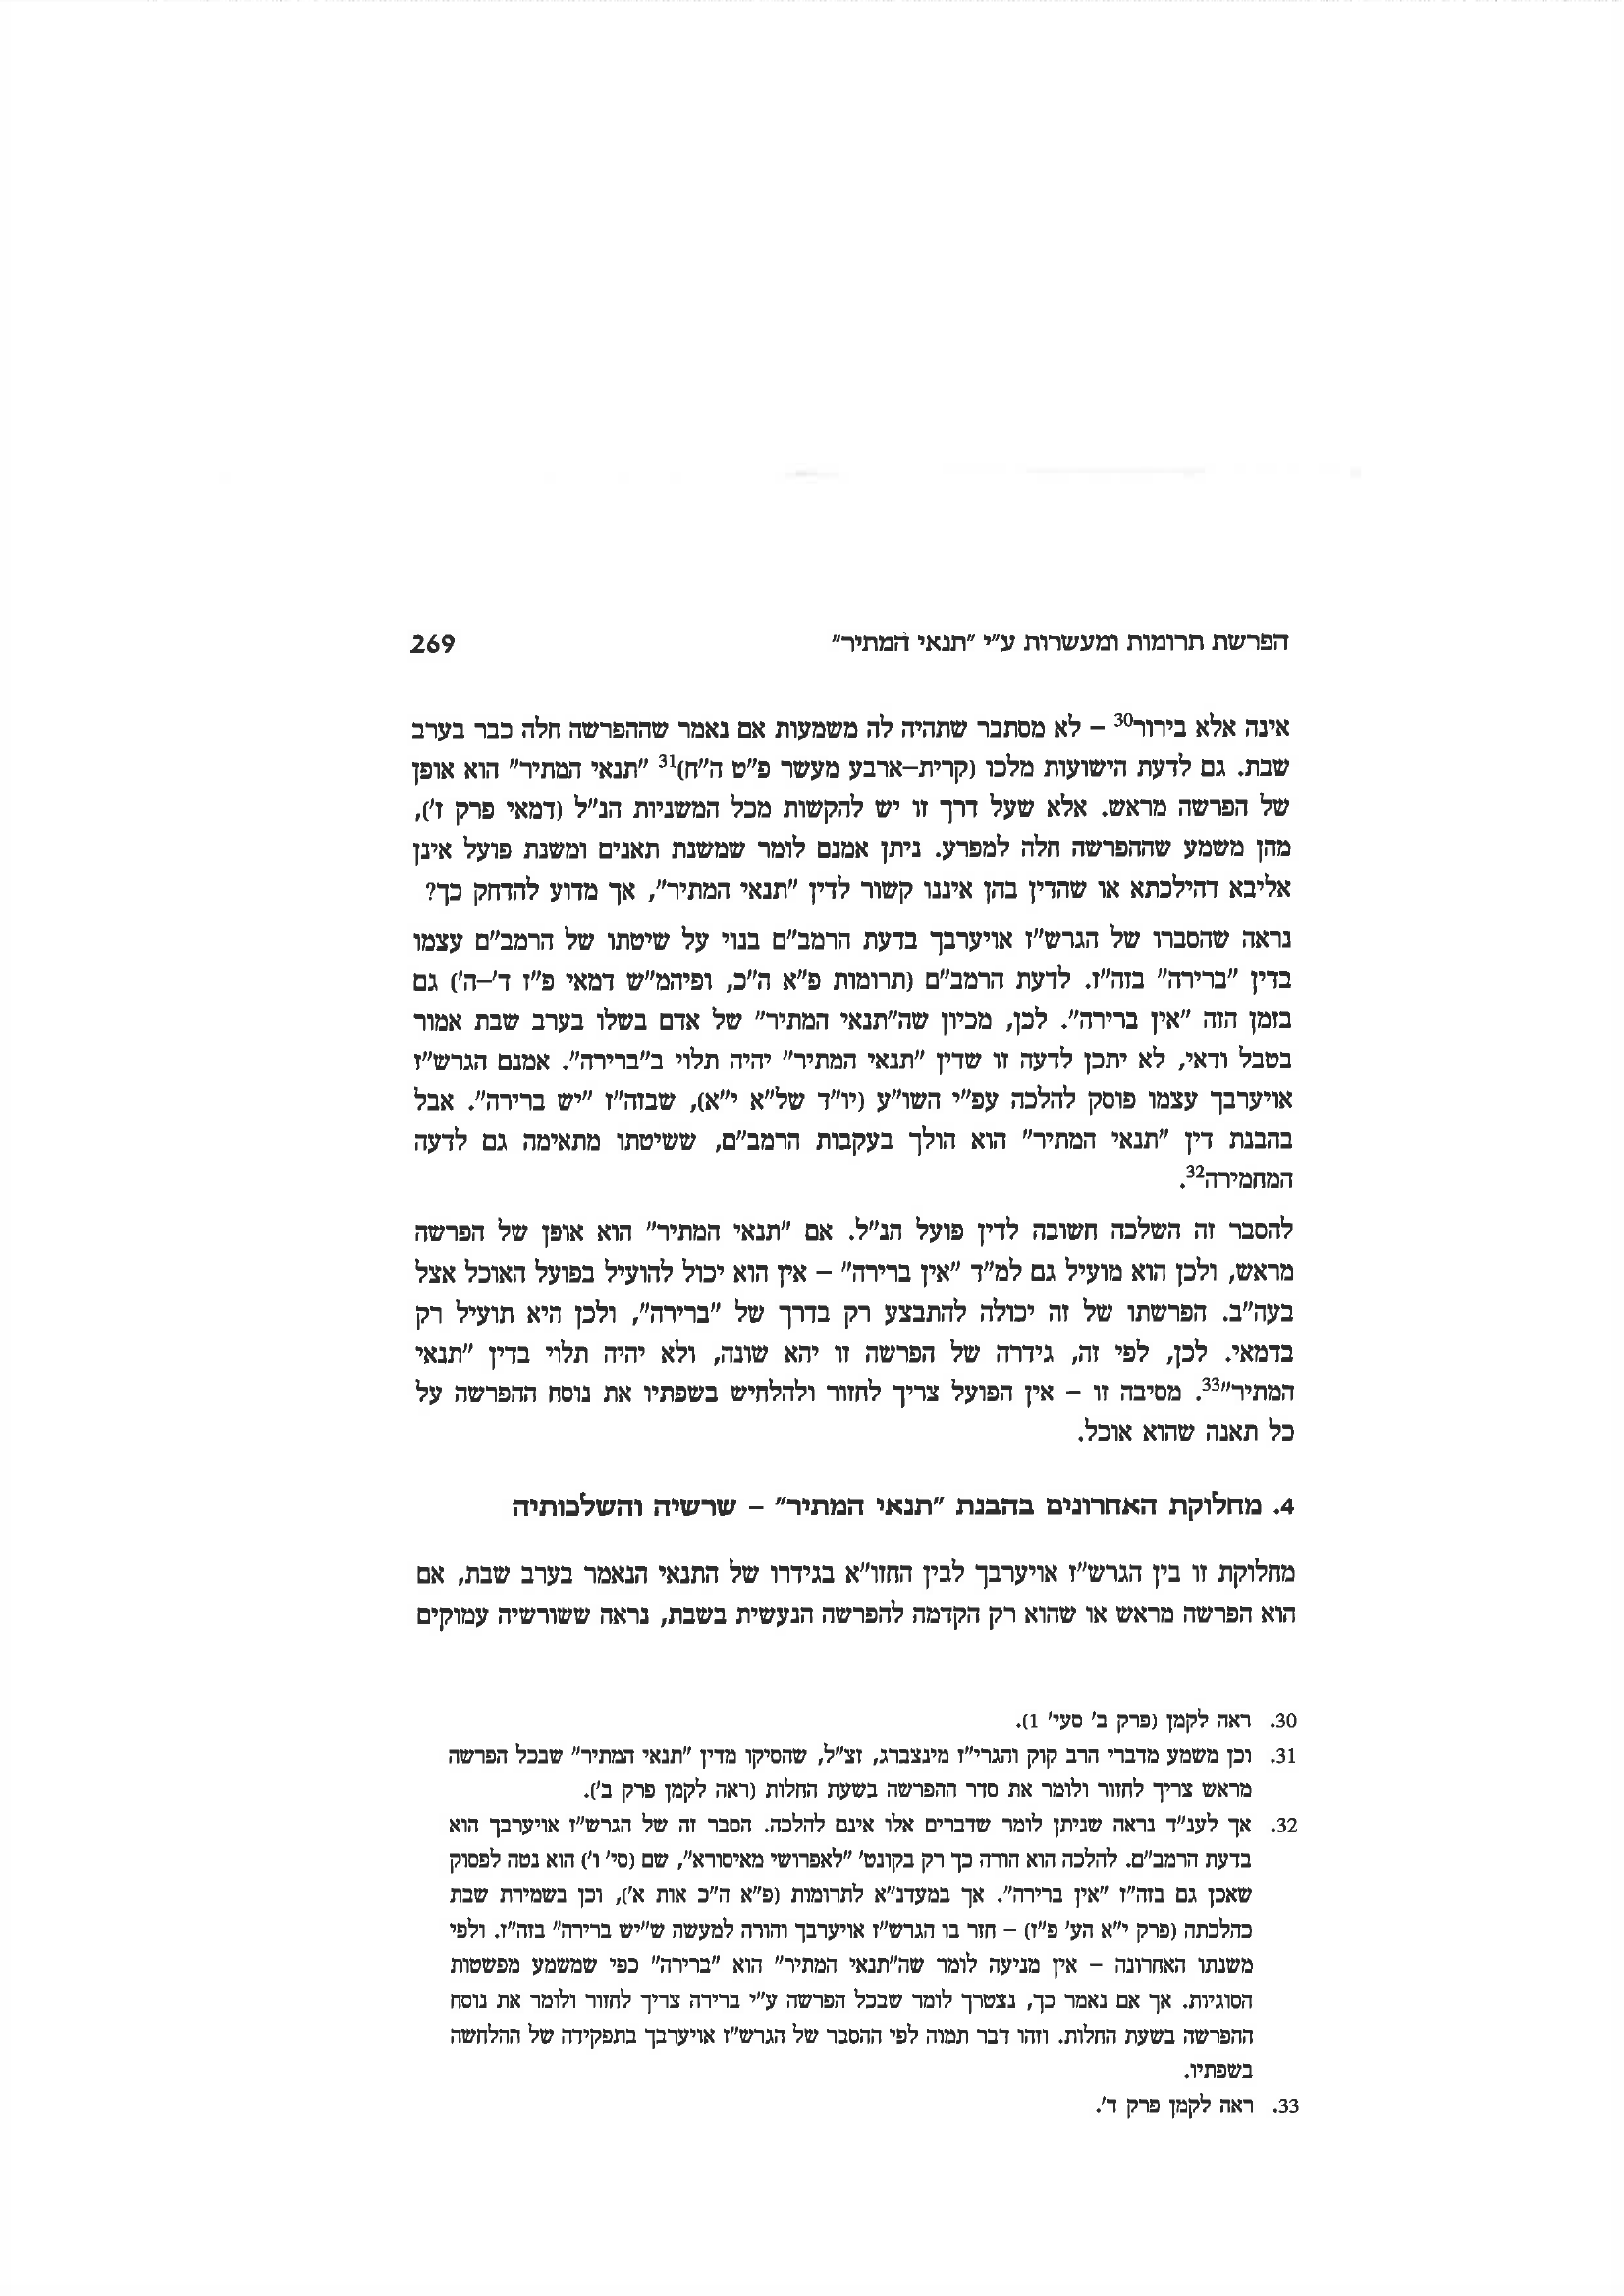 הפרשת תרומות ומעשרות ע״י ״תנאי המתיר״ 269
אינה אלא בירור30 – לא מסתבר שתהיה לה משמעות אם נאמר שההפרשה חלה כבר בערב
שבת. גם לדעת הישועות מלכו (קרית–ארבע מעשר פ״ט ה״ח)31 ״תנאי המתיר״ הוא אופן
של הפרשה מראש. אלא שעל דרך זו יש להקשות מכל המשניות הנ״ל (דמאי פרק ז׳),
מהן משמע שההפרשה חלה למפרע. ניתן אמנם לומר שמשנת תאנים ומשנת פועל אינן
אליבא דהילכתא או שהדין בהן איננו קשור לדין ״תנאי המתיר״, אך מדוע להדחק כך?
נראה שהסברו של הגרש״ז אויערבך בדעת הרמב״ם בנוי על שיטתו של הרמב״ם עצמו
בדין ״ברירה״ בזה״ז. לדעת הרמב״ם (תרומות פ״א ה״כ, ופיהמ״ש דמאי פ״ז ד׳–ה׳) גם
בזמן הזה ״אין ברירה״. לכן, מכיון שה״תנאי המתיר״ של אדם בשלו בערב שבת אמור
בטבל ודאי, לא יתכן לדעה זו שדין ״תנאי המתיר״ יהיה תלוי ב״ברירה״. אמנם הגרש״ז
אויערבך עצמו פוסק להלכה עפ״י השו״ע (יו״ד של״א י״א), שבזה״ז ״יש ברירה״. אבל
בהבנת דין ״תנאי המתיר״ הוא הולך בעקבות הרמב״ם, ששיטתו מתאימה גם לדעה
המחמירה32.
להסבר זה השלכה חשובה לדין פועל הנ״ל. אם ״תנאי המתיר״ הוא אופן של הפרשה
מראש, ולכן הוא מועיל גם למ״ד ״אין ברירה״ – אין הוא יכול להועיל בפועל האוכל אצל
בעה״ב. הפרשתו של זה יכולה להתבצע רק בדרך של ״ברירה״, ולכן היא תועיל רק
בדמאי. לכן, לפי זה, גידרה של הפרשה זו יהא שונה, ולא יהיה תלוי בדין ״תנאי
המתיר״33. מסיבה זו – אין הפועל צריך לחזור ולהלחיש בשפתיו את נוסח ההפרשה על
כל תאנה שהוא אוכל.
4. מחלוקת האחרונים בהבנת ״תנאי המתיר״ – שרשיה והשלכותיה
מחלוקת זו בין הגרש״ז אויערבך לבין החזו״א בגידרו של התנאי הנאמר בערב שבת, אם
הוא הפרשה מראש או שהוא רק הקדמה להפרשה הנעשית בשבת, נראה ששורשיה עמוקים
30. ראה לקמן (פרק ב׳ סעי׳ 1).
31. וכן משמע מדברי הרב קוק והגרי״ז מינצברג, זצ״ל, שהסיקו מדין ״תנאי המתיר״ שבכל הפרשה
מראש צריך לחזור ולומר את סדר ההפרשה בשעת החלות (ראה לקמן פרק ב׳).
32. אך לענ״ד נראה שניתן לומר שדברים אלו אינם להלכה. הסבר זה של הגרש״ז אויערבך הוא
בדעת הרמב״ם. להלכה הוא הורה כך רק בקונט׳ ״לאפרושי מאיסורא״, שם (סי׳ ו׳) הוא נטה לפסוק
שאכן גם בזה״ז ״אין ברירה״. אך במעדנ״א לתרומות (פ״א ה״כ אות א׳), וכן בשמירת שבת
כהלכתה (פרק י״א הע׳ פ״ז) – חזר בו הגרש״ז אויערבך והורה למעשה ש״יש ברירה״ בזה״ז. ולפי
משנתו האחרונה – אין מניעה לומר שה״תנאי המתיר״ הוא ״ברירה״ כפי שמשמע מפשטות
הסוגיות. אך אם נאמר כך, נצטרך לומר שבכל הפרשה ע״י ברירה צריך לחזור ולומר את נוסח
ההפרשה בשעת החלות. וזהו דבר תמוה לפי ההסבר של הגרש״ז אויערבך בתפקידה של ההלחשה
בשפתיו.
33. ראה לקמן פרק ד׳.